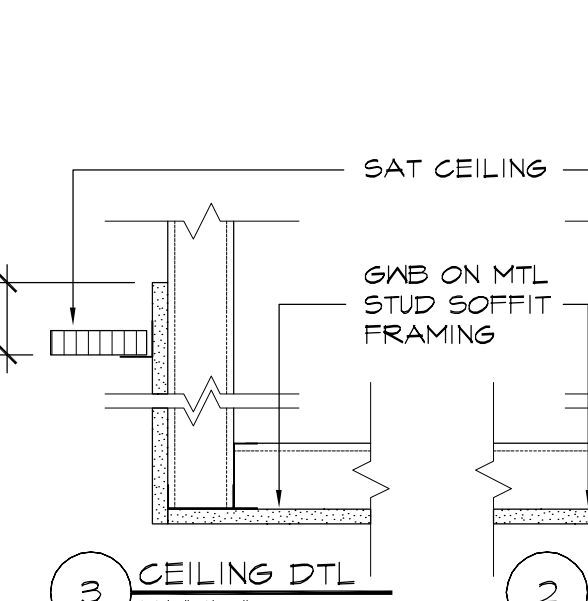 SAT CEILING
GWB ON MTL
STUD SOFFIT
FRAMING
3 CEILING DTL
2